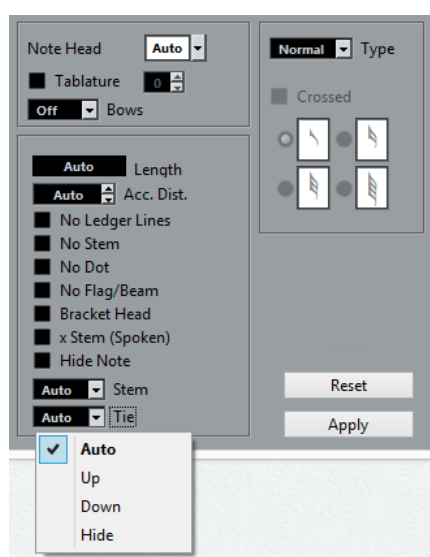 Note Head Auto
Tablature 0
Off Bows
Auto Length
Auto Acc. Dist.
No Ledger Lines
No Stem
No Dot
No Flag/Beam
Bracket Head
x Stem (Spoken)
Hide Note
Auto Stem
Auto Tie
Auto
Up
Down
Hide
Normal Type
Crossed
Reset
Apply